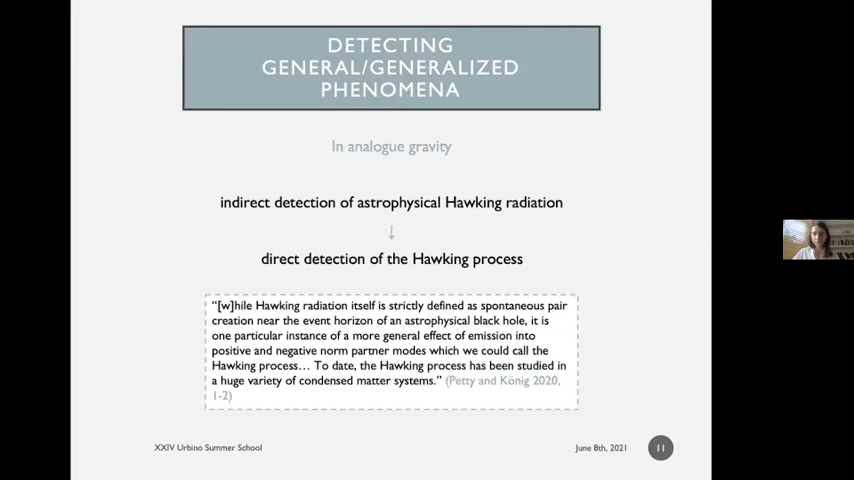 DETECTING
GENERAL/GENERALIZED
PHENOMENA
In analogue gravity
indirect detection of astrophysical Hawking radiation
↓
direct detection of the Hawking process
“[w]hile Hawking radiation itself is strictly defined as spontaneous pair
creation near the event horizon of an astrophysical black hole, it is
one particular instance of a more general effect of emission into
positive and negative norm partner modes which we could call the
Hawking process… To date, the Hawking process has been studied in
a huge variety of condensed matter systems.” (Petty and König 2020,
1-2)
XXIV Urbino Summer School
June 8th, 2021
11